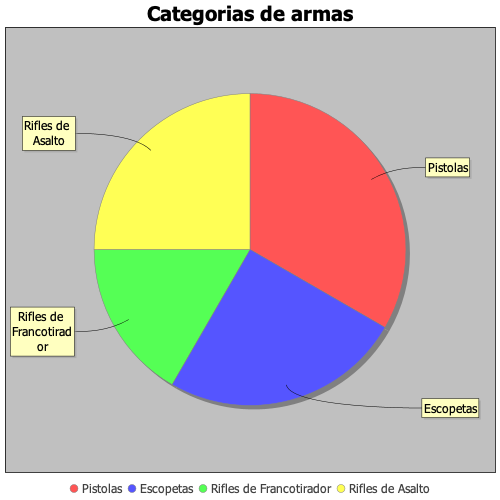 Categorias de armas
Rifles de
Asalto
Pistolas
Rifles de
Francotirad
or
Escopetas
Pistolas Escopetas Rifles de Francotirador Rifles de Asalto